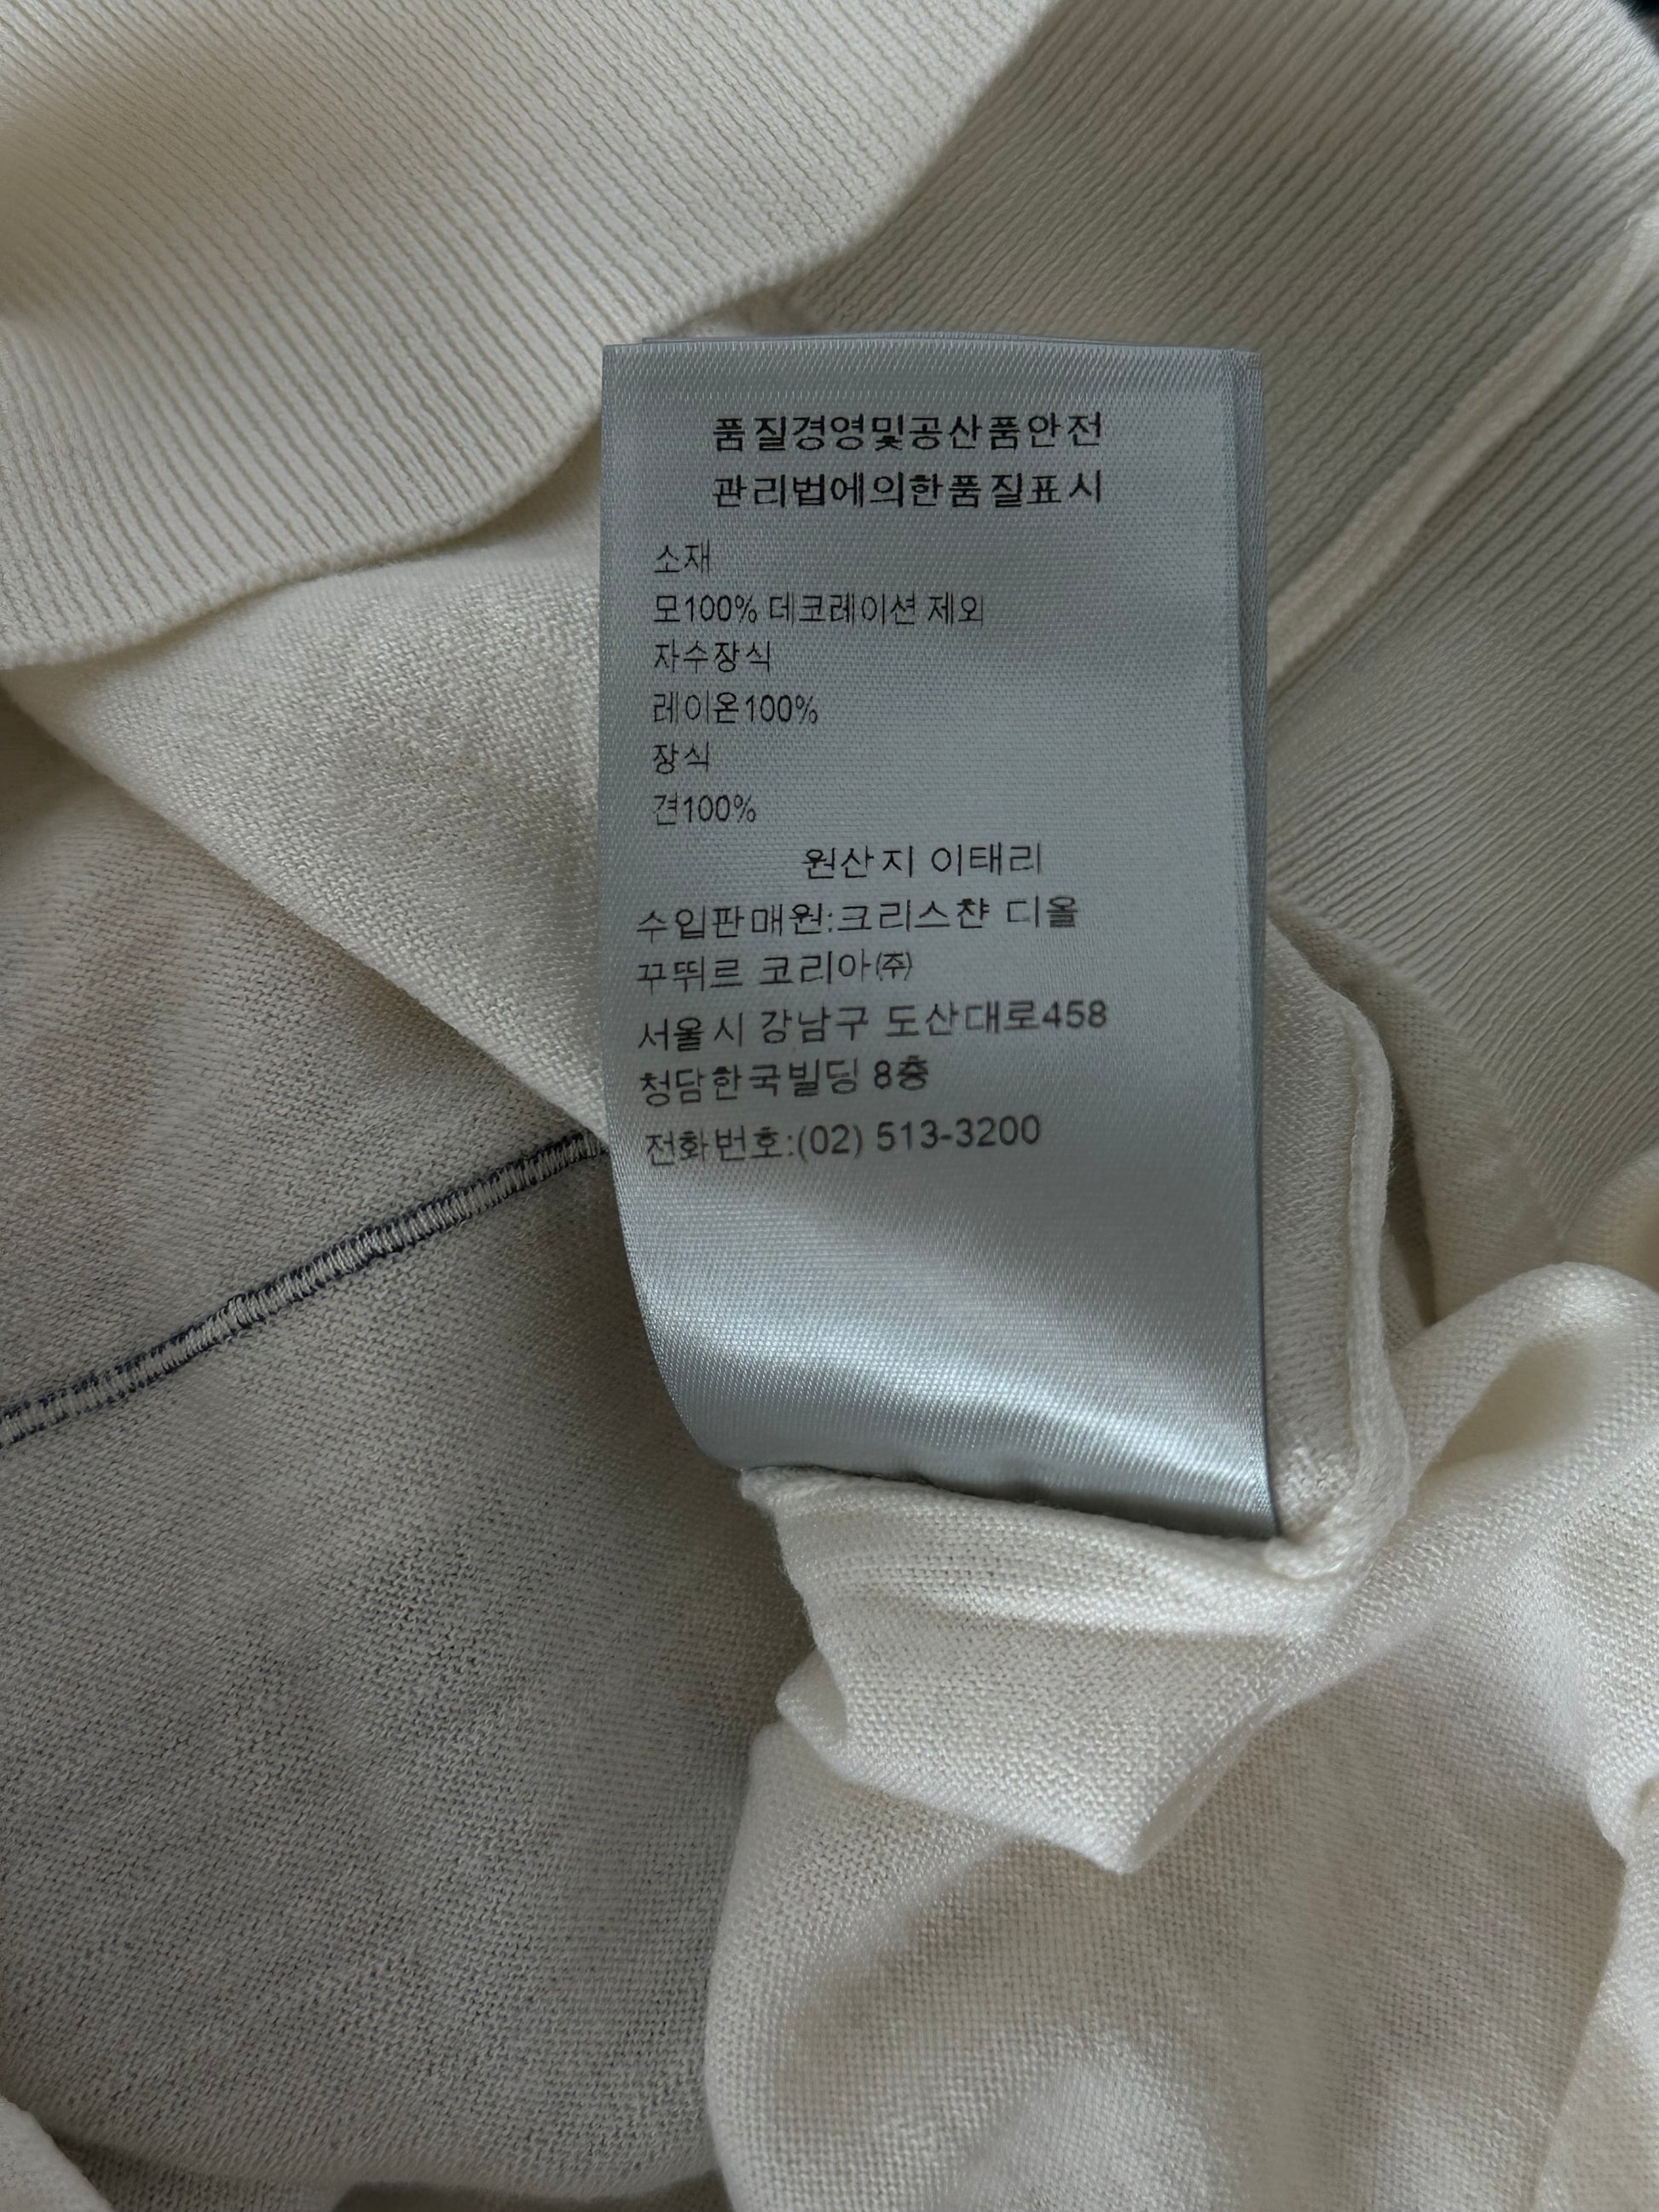 품질경영및공산품안전
관리법에의한품질표시
소재
모100% 데코레이션 제외
자수장식
레이온100%
장식
견100%
원산지 이태리
수입판매원:크리스챤 디올
꾸뛰르 코리아㈜
서울시 강남구 도산대로458
청담한국빌딩 8층
전화번호:(02) 513-3200